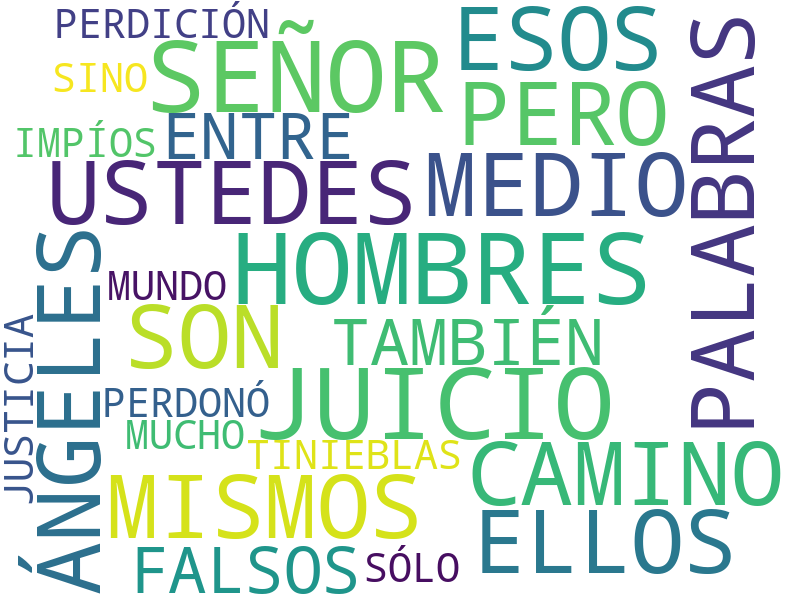 PERDICIÓN
ESOS
SEÑOR
SINO
PERO
PALABRAS
IMPÍOS
ENTRE
USTEDES
MEDIO
ÁNGELES
HOMBRES
MUNDO
SON
TAMBIÉN
JUSTICIA
PERDONÓ
JUICIO
MUCHO
TINIEBLAS
CAMINO
MISMOS
ELLOS
FALSOS
SÓLO